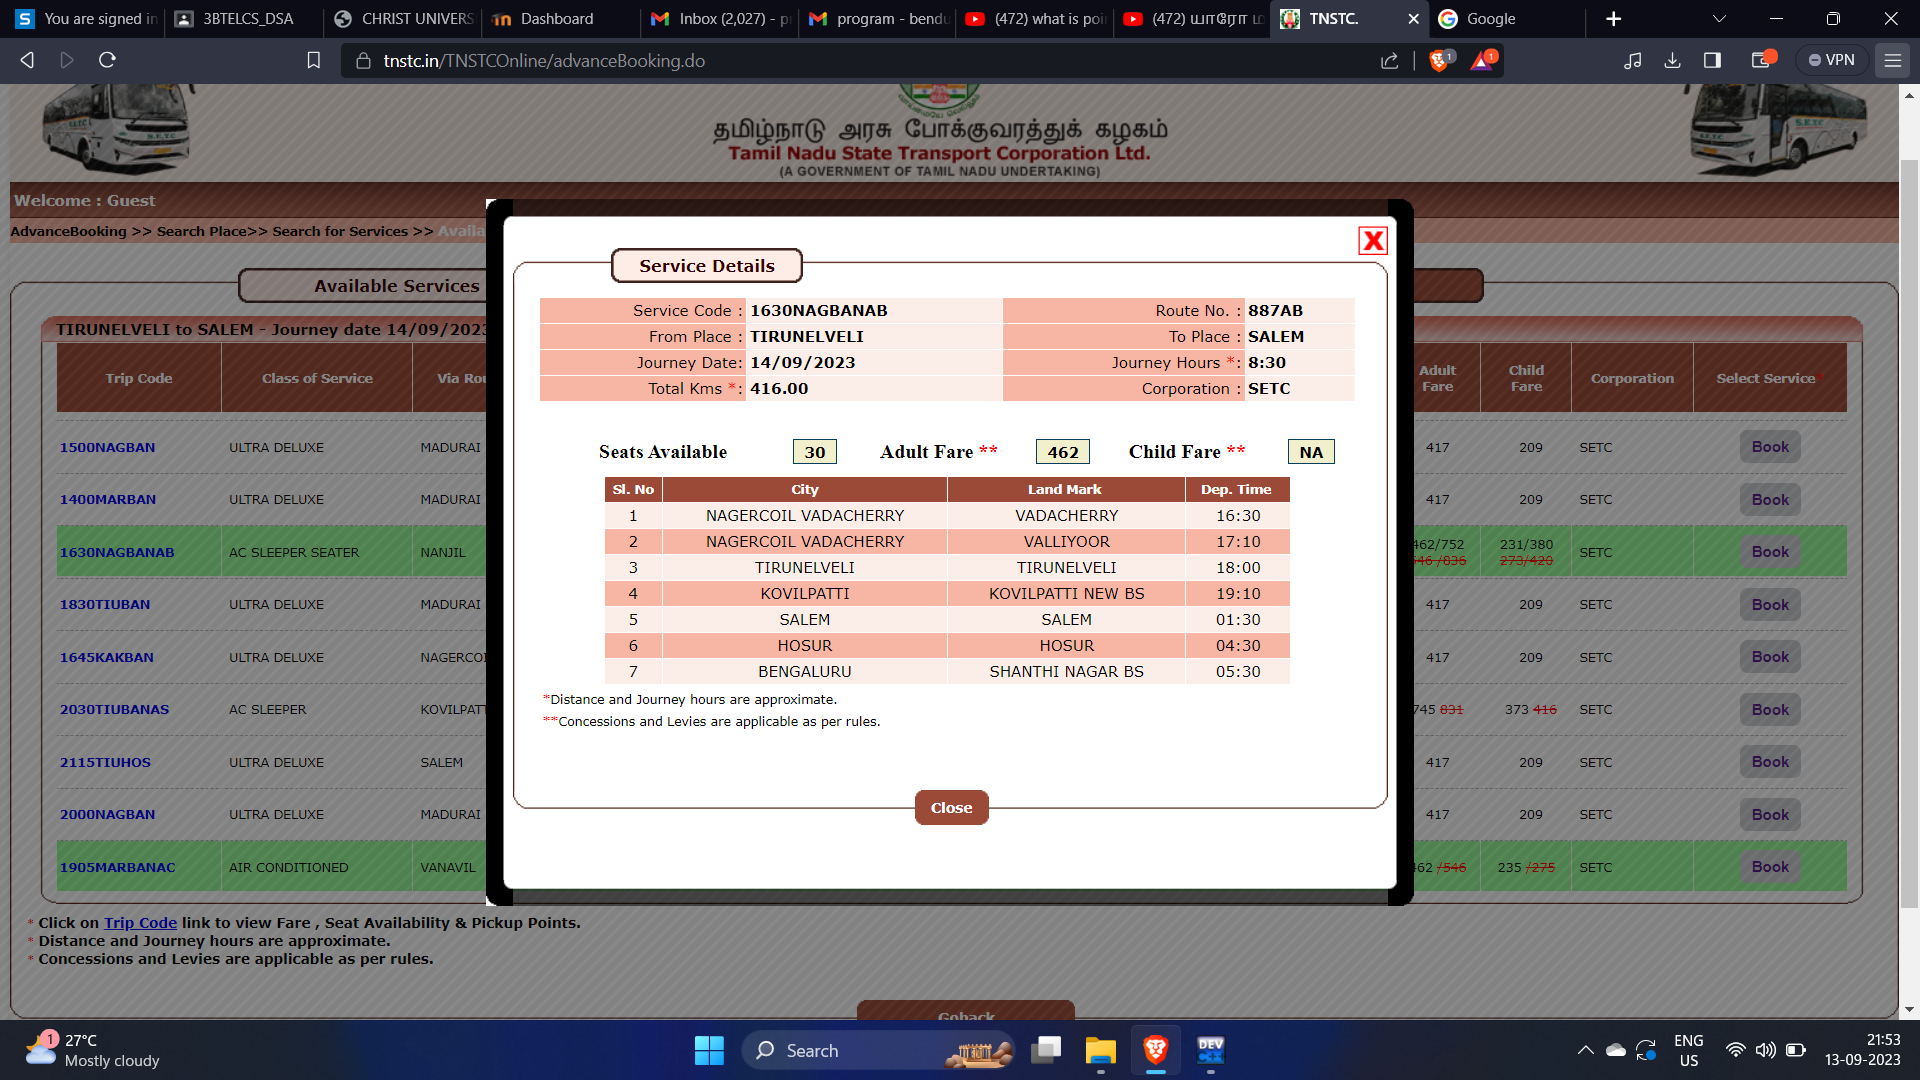 You are signed in
3BTELCS_DSA
CHRIST UNIVERS
Dashboard
Inbox (2,027) - p
program - bendu
(472) what is poi
(472) யாரோ
TNSTC.
Google
tnstc.in/TNSTCOnline/advanceBooking.do
1
1
VPN
தமிழ்நாடு அரசு போக்குவரத்துக் கழகம்
Tamil Nadu State Transport Corporation Ltd.
(A GOVERNMENT OF TAMIL NADU UNDERTAKING)
Welcome : Guest
AdvanceBooking >> Search Place>> Search for Services >> Availa
Available Services
TIRUNELVELI to SALEM - Journey date 14/09/2023
Trip Code Class of Service Via Rou Adult Fare Child Fare Corporation Select Service *
1500NAGBAN ULTRA DELUXE MADURAI 417 209 SETC Book
1400MARBAN ULTRA DELUXE MADURAI 417 209 SETC Book
1630NAGBANAB AC SLEEPER SEATER NANJIL 462/752 546 /836 231/380 273/420 SETC Book
1830TIUBAN ULTRA DELUXE MADURAI 417 209 SETC Book
1645KAKBAN ULTRA DELUXE NAGERCOI 417 209 SETC Book
2030TIUBANAS AC SLEEPER KOVILPATT 745 831 373 416 SETC Book
2115TIUHOS ULTRA DELUXE SALEM 417 209 SETC Book
2000NAGBAN ULTRA DELUXE MADURAI 417 209 SETC Book
1905MARBANAC AIR CONDITIONED VANAVIL 462 /546 235 /275 SETC Book
* Click on Trip Code link to view Fare , Seat Availability & Pickup Points.
* Distance and Journey hours are approximate.
* Concessions and Levies are applicable as per rules.
Goback
X
Service Details
Service Code : 1630NAGBANAB Route No. : 887AB
From Place : TIRUNELVELI To Place : SALEM
Journey Date: 14/09/2023 Journey Hours *: 8:30
Total Kms *: 416.00 Corporation : SETC
Seats Available 30 Adult Fare ** 462 Child Fare ** NA
Sl. No City Land Mark Dep. Time
1 NAGERCOIL VADACHERRY VADACHERRY 16:30
2 NAGERCOIL VADACHERRY VALLIYOOR 17:10
3 TIRUNELVELI TIRUNELVELI 18:00
4 KOVILPATTI KOVILPATTI NEW BS 19:10
5 SALEM SALEM 01:30
6 HOSUR HOSUR 04:30
7 BENGALURU SHANTHI NAGAR BS 05:30
*Distance and Journey hours are approximate.
**Concessions and Levies are applicable as per rules.
Close
1
27°C
Mostly cloudy
Search
DEV
ENG
US
21:53
13-09-2023